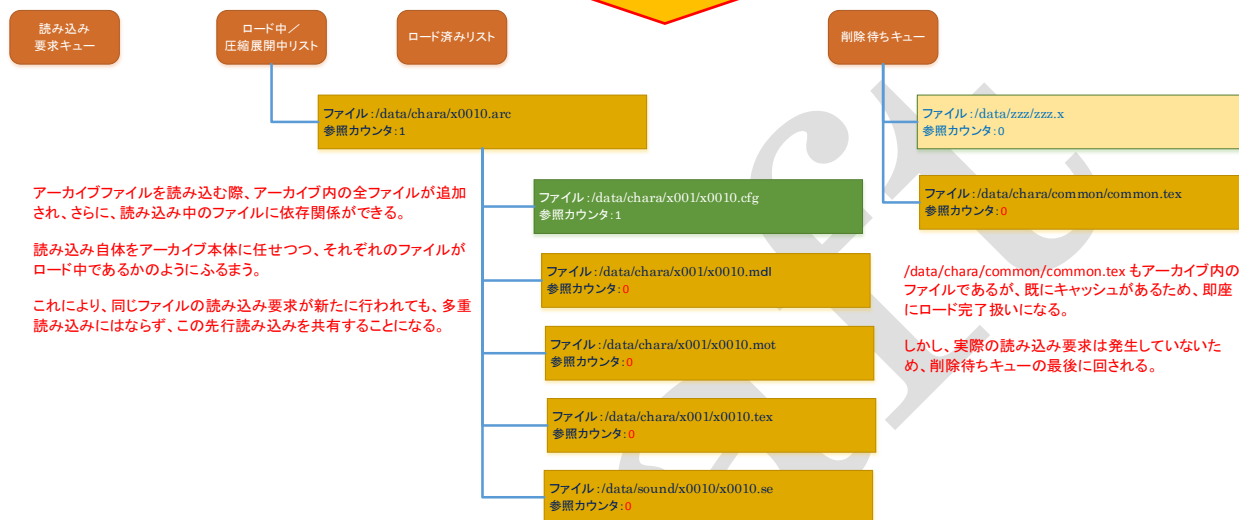 読み込み
要求キュー
ロード中／
圧縮展開中リスト
ロード済みリスト
削除待ちキュー
ファイル:/data/chara/x0010.arc
参照カウンタ:1
ファイル:/data/zzz/zzz.x
参照カウンタ:0
アーカイブファイルを読み込む際、アーカイブ内の全ファイルが追加
され、さらに、読み込み中のファイルに依存関係ができる。
読み込み自体をアーカイブ本体に任せつつ、それぞれのファイルが
ロード中であるかのようにふるまう。
これにより、同じファイルの読み込み要求が新たに行われても、多重
読み込みにはならず、この先行読み込みを共有することになる。
ファイル:/data/chara/x001/x0010.cfg
参照カウンタ:1
ファイル:/data/chara/common/common.tex
参照カウンタ:0
ファイル:/data/chara/x001/x0010.mdl
参照カウンタ:0
/data/chara/common/common.tex もアーカイブ内の
ファイルであるが、既にキャッシュがあるため、即座
にロード完了扱いになる。
しかし、実際の読み込み要求は発生していないた
め、削除待ちキューの最後に回される。
ファイル:/data/chara/x001/x0010.mot
参照カウンタ:0
ファイル:/data/chara/x001/x0010.tex
参照カウンタ:0
ファイル:/data/sound/x0010/x0010.se
参照カウンタ:0